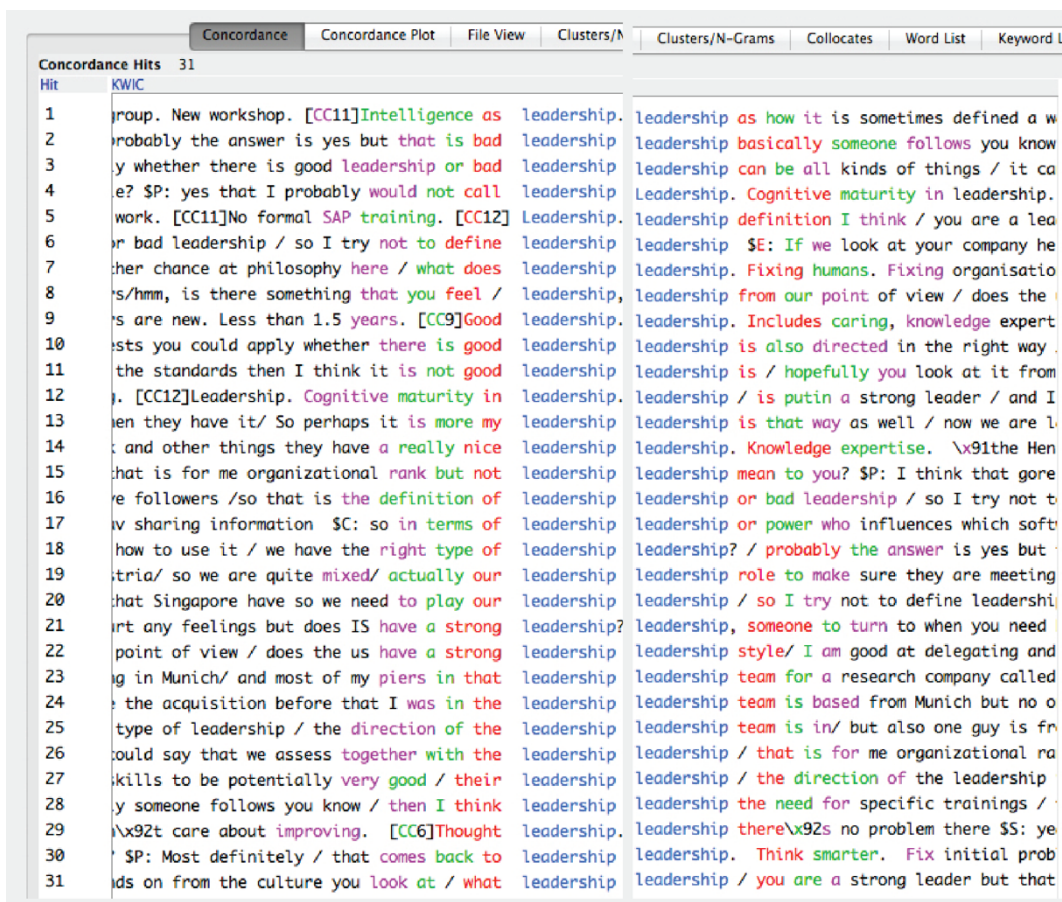 Concordance Concordance Plot File View Clusters/N
Concordance Hits 31
Hit KWIC
1 group. New workshop. [CC11]Intelligence as leadership.
2 probably the answer is yes but that is bad leadership
3 y whether there is good leadership or bad leadership
4 e? $P: yes that I probably would not call leadership
5 work. [CC11]No formal SAP training. [CC12] Leadership.
6 or bad leadership / so I try not to define leadership
7 her chance at philosophy here / what does leadership
8 rs/hmm, is there something that you feel / leadership,
9 rs are new. Less than 1.5 years. [CC9]Good leadership.
10 ests you could apply whether there is good leadership
11 the standards then I think it is not good leadership
12 g. [CC12]Leadership. Cognitive maturity in leadership.
13 en they have it/ So perhaps it is more my leadership
14 k and other things they have a really nice leadership
15 that is for me organizational rank but not leadership
16 ve followers /so that is the definition of leadership
17 av sharing information $C: so in terms of leadership
18 how to use it / we have the right type of leadership
19 stria/ so we are quite mixed/ actually our leadership
20 that Singapore have so we need to play our leadership
21 urt any feelings but does IS have a strong leadership?
22 point of view / does the us have a strong leadership
23 ng in Munich/ and most of my piers in that leadership
24 e the acquisition before that I was in the leadership
25 type of leadership / the direction of the leadership
26 could say that we assess together with the leadership
27 skills to be potentially very good / their leadership
28 y someone follows you know / then I think leadership
29 n\x92t care about improving. [CC6]Thought leadership.
30 ' $P: Most definitely / that comes back to leadership
31 nds on from the culture you look at / what leadership
Clusters/N-Grams Collocates Word List Keyword L
leadership as how it is sometimes defined a w
leadership basically someone follows you know
leadership can be all kinds of things / it ca
Leadership. Cognitive maturity in leadership.
leadership definition I think / you are a lea
leadership $E: If we look at your company he
leadership. Fixing humans. Fixing organisatio
leadership from our point of view / does the
leadership. Includes caring, knowledge expert
leadership is also directed in the right way
leadership is / hopefully you look at it from
leadership / is putin a strong leader / and I
leadership is that way as well / now we are l
leadership. Knowledge expertise. \x91the Hen
leadership mean to you? $P: I think that gore
leadership or bad leadership / so I try not t
leadership or power who influences which soft
leadership? / probably the answer is yes but
leadership role to make sure they are meeting
leadership / so I try not to define leadershi
leadership, someone to turn to when you need
leadership style/ I am good at delegating and
leadership team for a research company called
leadership team is based from Munich but no o
leadership team is in/ but also one guy is fr
leadership / that is for me organizational ra
leadership / the direction of the leadership
leadership the need for specific trainings /
leadership there\x92s no problem there $S: ye
leadership. Think smarter. Fix initial prob
leadership / you are a strong leader but that